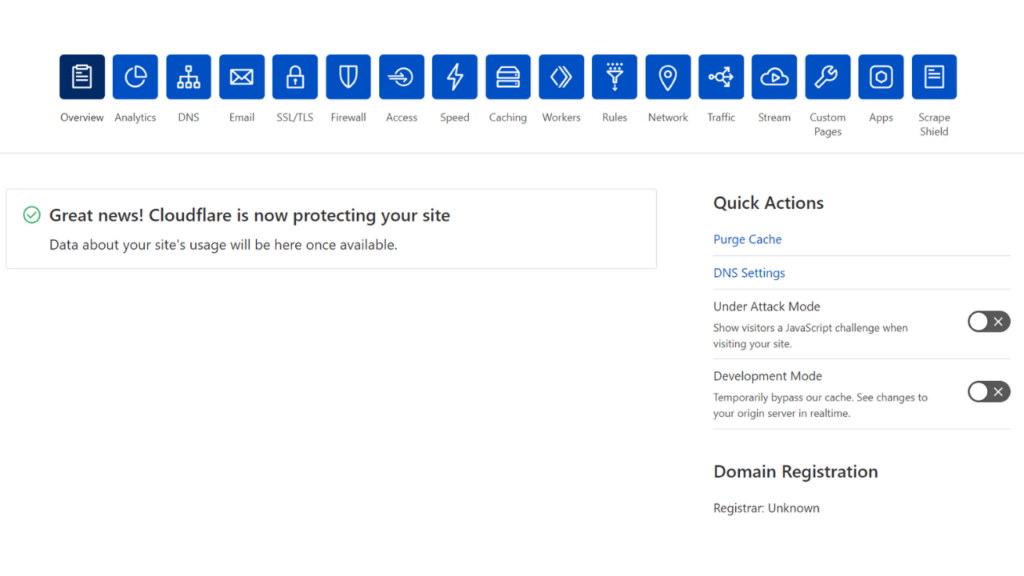 Overview Analytics DNS Email SSL/TLS Firewall Access Speed Caching Workers Rules Network Traffic Stream Custom Pages Apps Scrape Shield
Great news! Cloudflare is now protecting your site
Data about your site's usage will be here once available.
Quick Actions
Purge Cache
DNS Settings
Under Attack Mode
Show visitors a JavaScript challenge when
visiting your site.
Development Mode
Temporarily bypass our cache. See changes to
your origin server in realtime.
Domain Registration
Registrar: Unknown